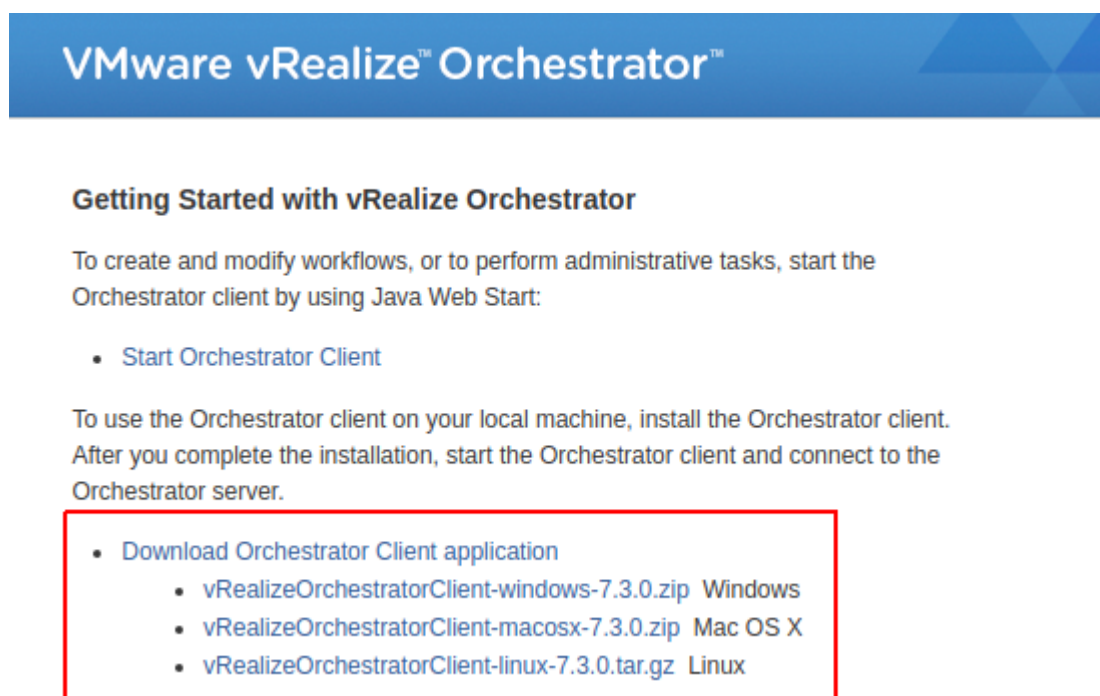 VMware vRealize™ Orchestrator™
Getting Started with vRealize Orchestrator
To create and modify workflows, or to perform administrative tasks, start the
Orchestrator client by using Java Web Start:
• Start Orchestrator Client
To use the Orchestrator client on your local machine, install the Orchestrator client.
After you complete the installation, start the Orchestrator client and connect to the
Orchestrator server.
• Download Orchestrator Client application
• vRealizeOrchestratorClient-windows-7.3.0.zip Windows
• vRealizeOrchestratorClient-macosx-7.3.0.zip Mac OS X
• vRealizeOrchestratorClient-linux-7.3.0.tar.gz Linux